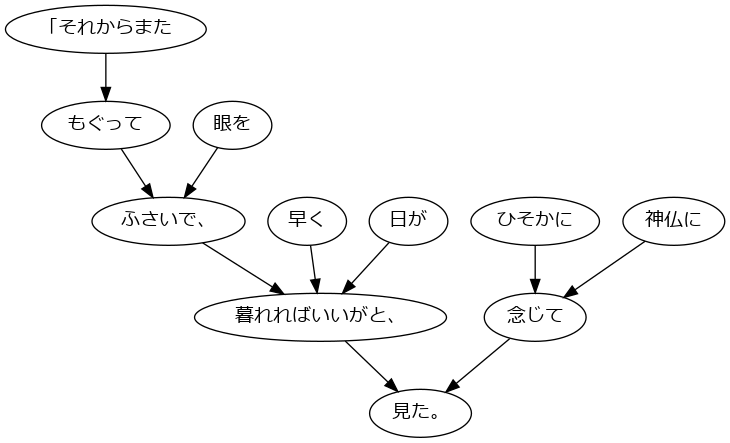 「それからまた
もぐって
眼を
ふさいで、
早く
日が
ひそかに
神仏に
暮れればいいがと、
念じて
見た。